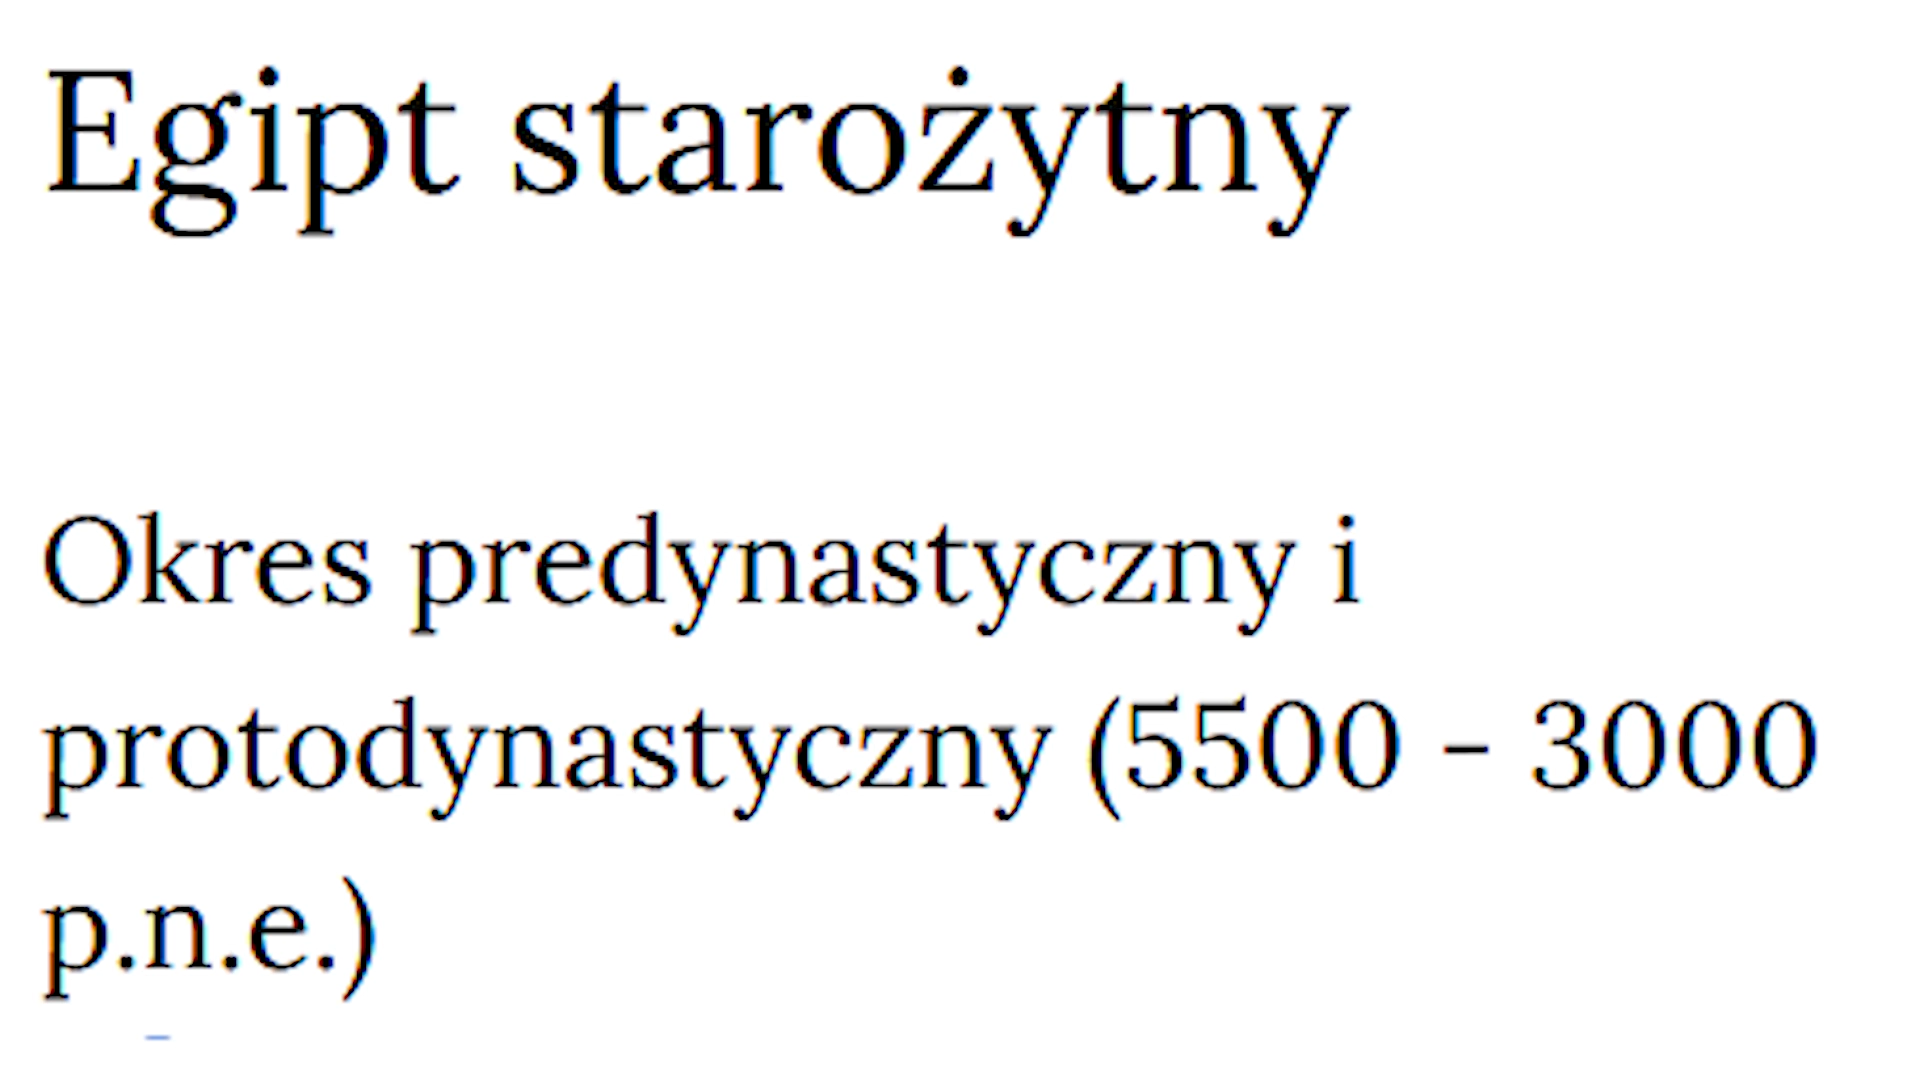 Egipt starożytny
Okres predynastyczny i
protodynastyczny (5500 - 3000
p.n.e.)